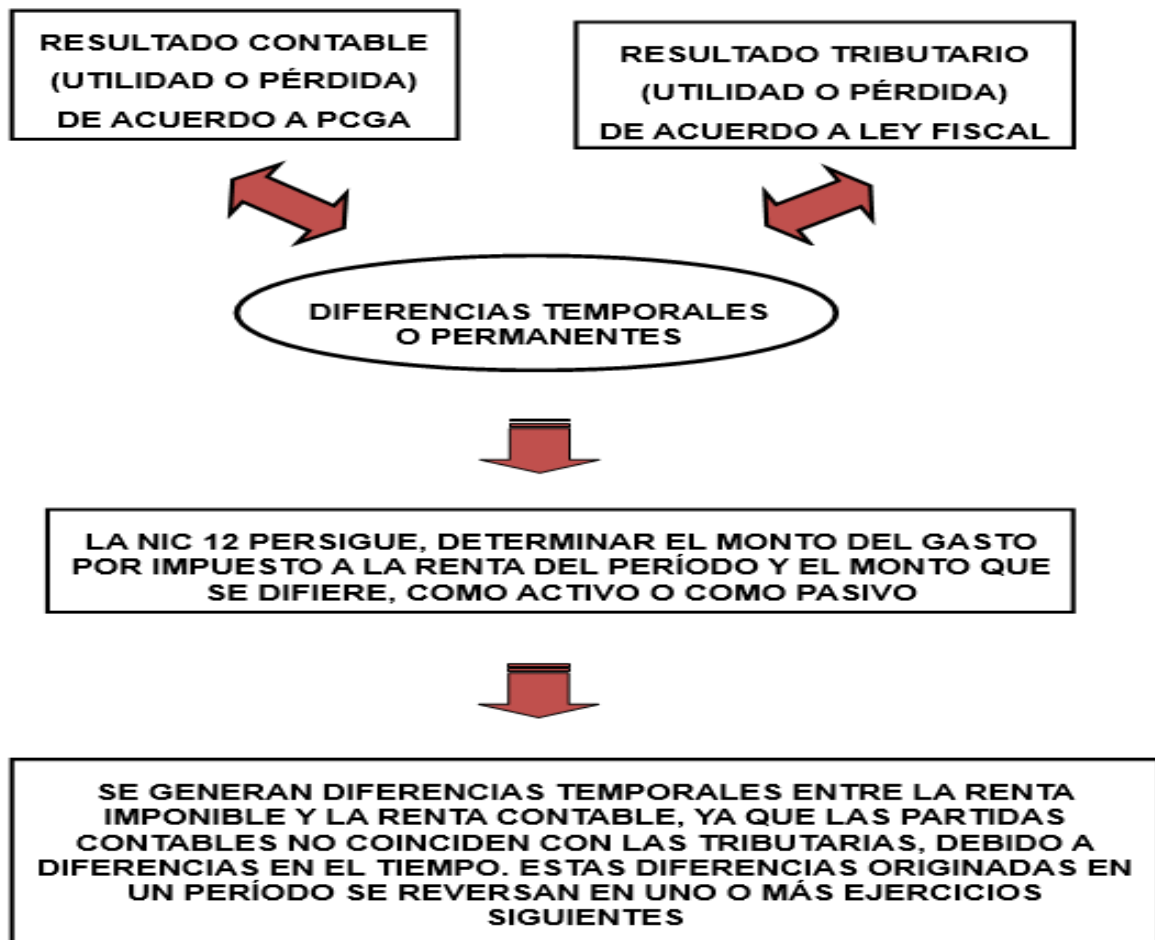 RESULTADO CONTABLE
(UTILIDAD O PÉRDIDA)
DE ACUERDO A PCGA
RESULTADO TRIBUTARIO
(UTILIDAD O PÉRDIDA)
DE ACUERDO A LEY FISCAL
DIFERENCIAS TEMPORALES
O PERMANENTES
LA NIC 12 PERSIGUE, DETERMINAR EL MONTO DEL GASTO
POR IMPUESTO A LA RENTA DEL PERÍODO Y EL MONTO QUE
SE DIFIERE, COMO ACTIVO O COMO PASIVO
SE GENERAN DIFERENCIAS TEMPORALES ENTRE LA RENTA
IMPONIBLE Y LA RENTA CONTABLE, YA QUE LAS PARTIDAS
CONTABLES NO COINCIDEN CON LAS TRIBUTARIAS, DEBIDO A
DIFERENCIAS EN EL TIEMPO. ESTAS DIFERENCIAS ORIGINADAS EN
UN PERÍODO SE REVERSAN EN UNO O MÁS EJERCICIOS
SIGUIENTES